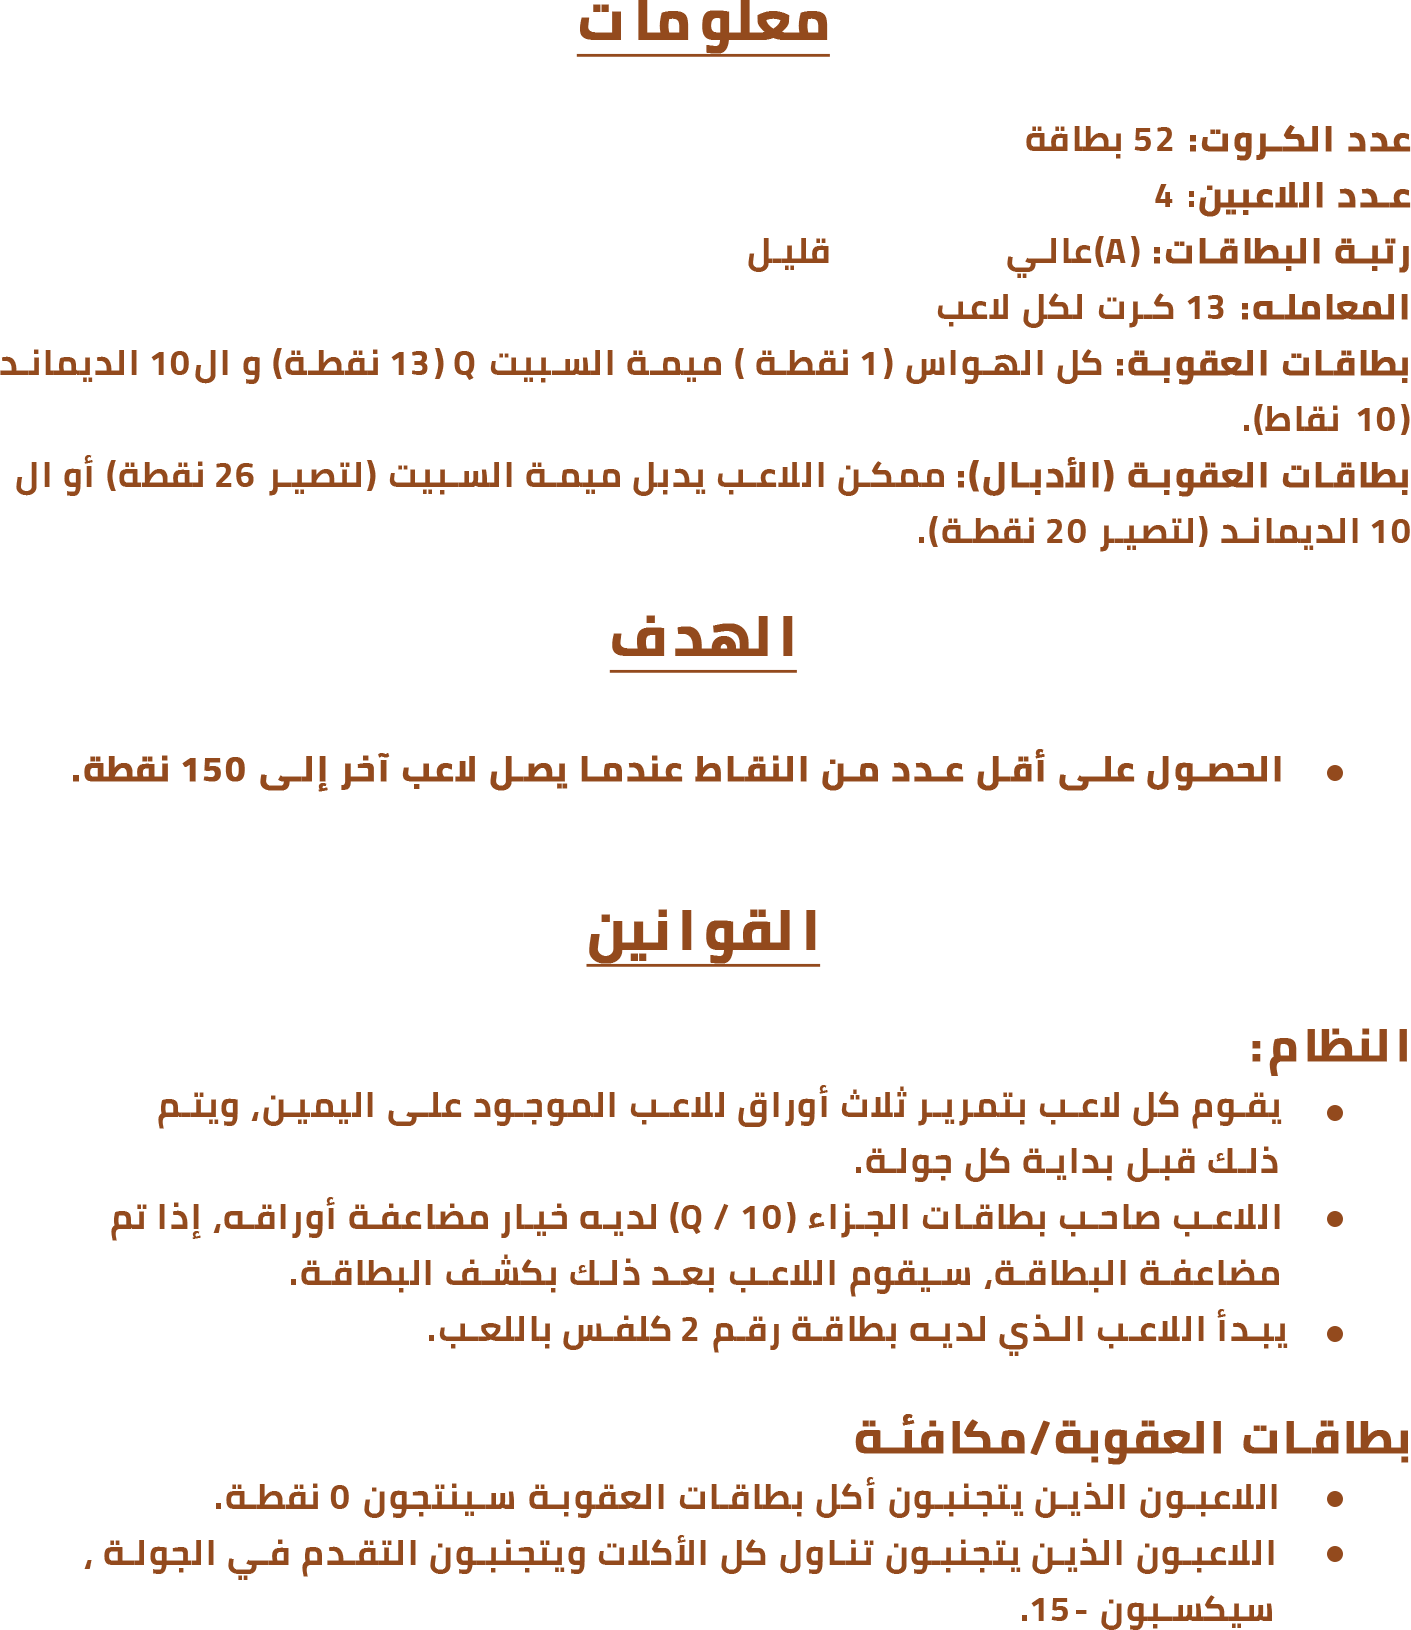 معلومات
عدد الكروت: 52 بطاقة
عدد اللاعبين: 4
رتبة البطاقات: (A)عالي قليل
المعامله: 13 كرت لكل لاعب
بطاقات العقوبة: كل الهواس (1 نقطة ) ميمة السبيت Q (13 نقطة) و ال10 الديماند
(10 نقاط).
بطاقات العقوبة (الأدبال): ممكن اللاعب يدبل ميمة السبيت (لتصير 26 نقطة) أو ال
10 الديماند (لتصير 20 نقطة).
الهدف
● الحصول على أقل عدد من النقاط عندما يصل لاعب آخر إلى 150 نقطة.
القوانين
النظام:
● يقوم كل لاعب بتمرير ثلاث أوراق للاعب الموجود على اليمين، ويتم
ذلك قبل بداية كل جولة.
● اللاعب صاحب بطاقات الجزاء (10 / Q) لديه خيار مضاعفة أوراقه، إذا تم
مضاعفة البطاقة، سيقوم اللاعب بعد ذلك بكشف البطاقة.
● يبدأ اللاعب الذي لديه بطاقة رقم 2 كلفس باللعب.
بطاقات العقوبة/مكافئة
● اللاعبون الذين يتجنبون أكل بطاقات العقوبة سينتجون 0 نقطة.
● اللاعبون الذين يتجنبون تناول كل الأكلات ويتجنبون التقدم في الجولة ،
سيكسبون -15.